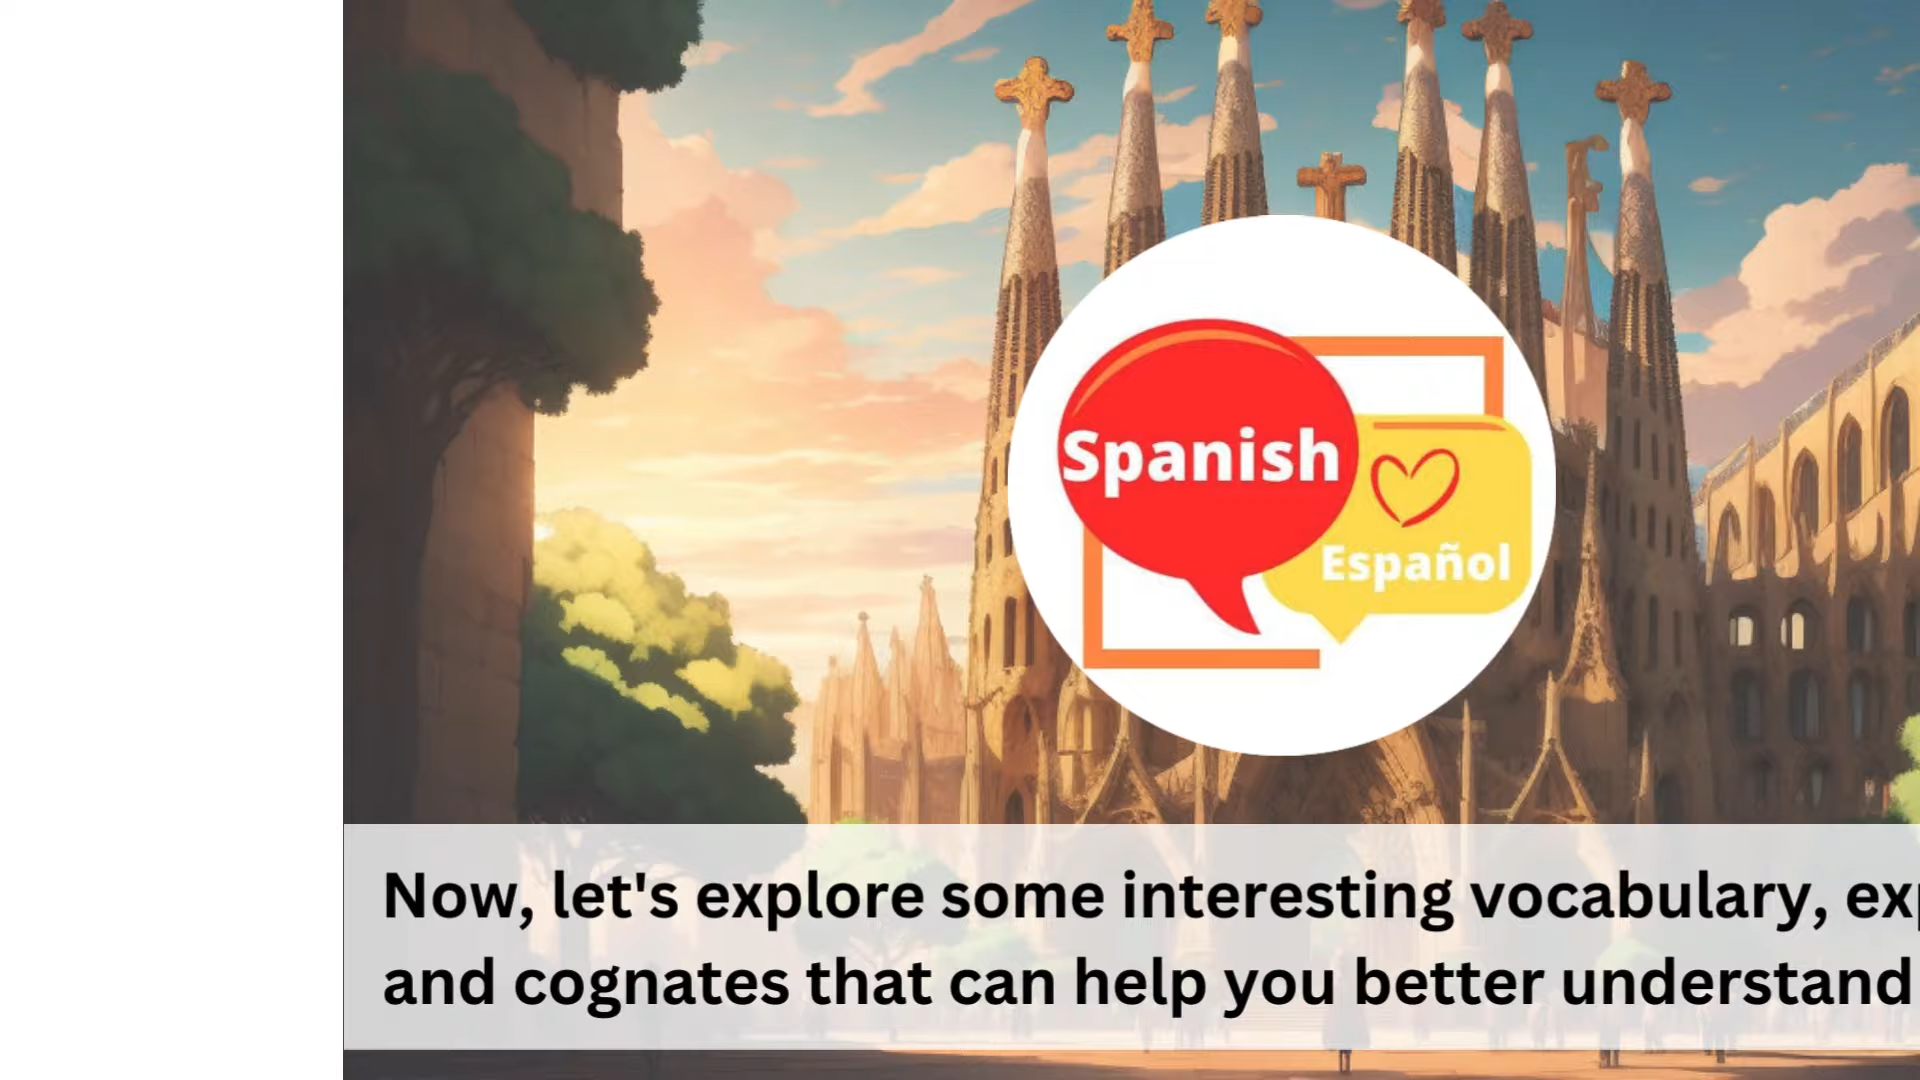 Spanish
Español
Now, let's explore some interesting vocabulary,
and cognates that can help you better understand